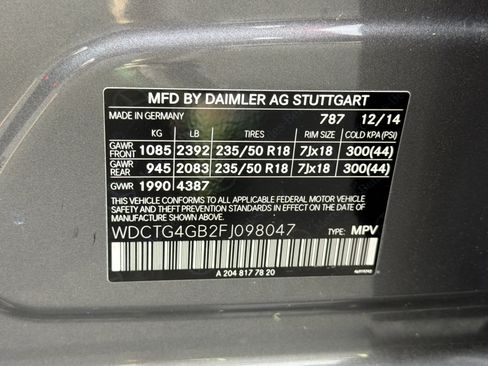 MFD BY DAIMLER AG STUTTGART
MADE IN GERMANY 787 12/14
KG LB TIRES RIM SIZE COLD KPA (PSI)
GAWR FRONT 1085 2392 235/50 R18 7Jx18 300(44)
GAWR REAR 945 2083 235/50 R18 7Jx18 300(44)
GVWR 1990 4387
THIS VEHICLE CONFORMS TO ALL APPLICABLE FEDERAL MOTOR VEHICLE
SAFETY AND THEFT PREVENTION STANDARDS IN EFFECT ON THE DATE
OF MANUFACTURE SHOWN ABOVE.
WDCTG4GB2FJ098047 TYPE: MPV
A 204 817 78 20